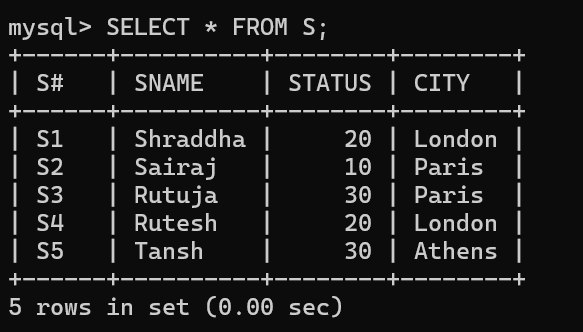 mysql> SELECT * FROM S;
+------+----------+--------+--------+
| S#   | SNAME    | STATUS | CITY   |
+------+----------+--------+--------+
| S1   | Shraddha |     20 | London |
| S2   | Sairaj   |     10 | Paris  |
| S3   | Rutuja   |     30 | Paris  |
| S4   | Rutesh   |     20 | London |
| S5   | Tansh    |     30 | Athens |
+------+----------+--------+--------+
5 rows in set (0.00 sec)